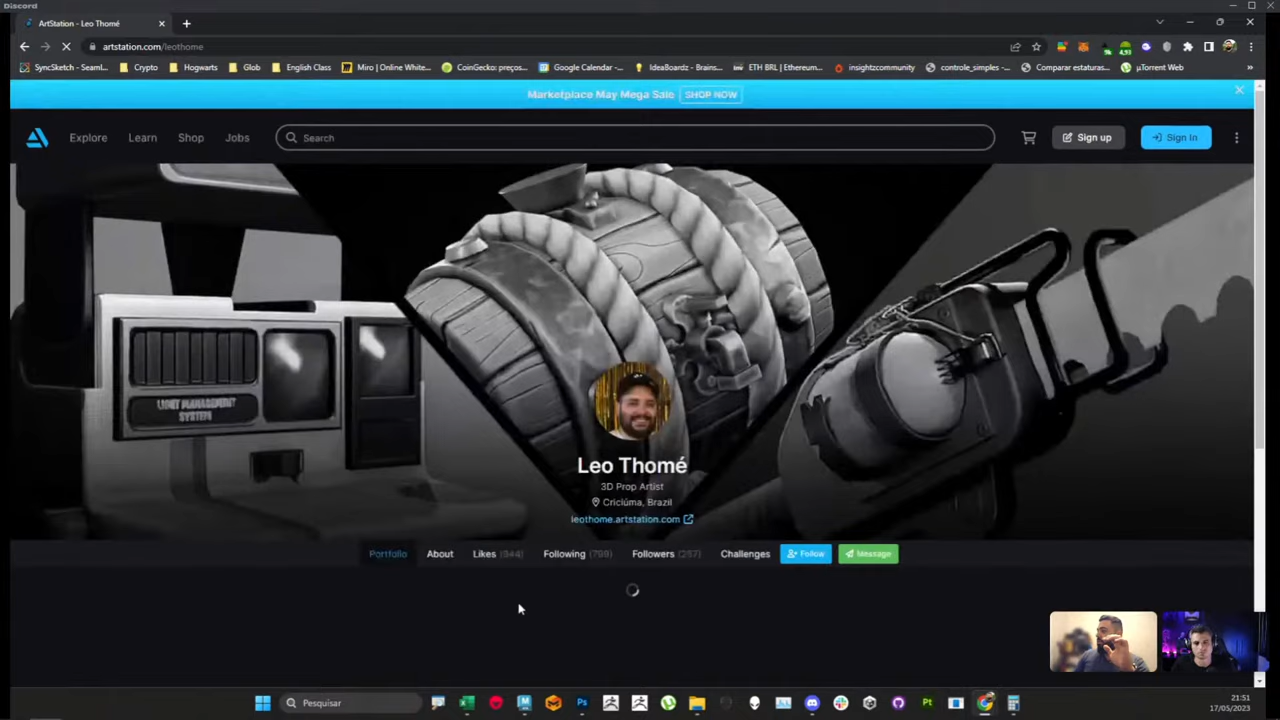 Discord
ArtStation - Leo Thomé
artstation.com/leothome
SyncSketch - Seaml... Crypto Hogwarts Glob English Class Miro | Online White... CoinGecko: preços... Google Calendar -... IdeaBoardz - Brains... ETH BRL | Ethereum... insightzcommunity controle_simples -... Comparar estaturas... µTorrent Web
Marketplace May Mega Sale SHOP NOW
Explore Learn Shop Jobs Search Sign up Sign In
LIGHT MANAGEMENT
SYSTEM
Leo Thomé
3D Prop Artist
Criciúma, Brazil
leothome.artstation.com
Portfolio About Likes (944) Following (799) Followers (257) Challenges Follow Message
Pesquisar
21:51
17/05/2023